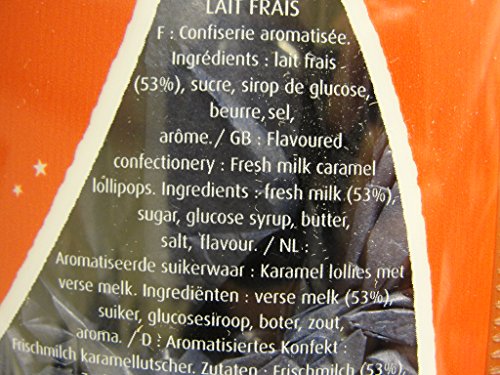 LAIT FRAIS
F : Confiserie aromatisée.
Ingrédients : lait frais
(53%), sucre, sirop de glucose,
beurre, sel,
arôme. / GB : Flavoured
confectionery : Fresh milk caramel
lollipops. Ingredients : fresh milk (53%),
sugar, glucose syrup, butter,
salt, flavour. / NL :
Aromatiseerde suikerwaar : Karamel lollies met
verse melk. Ingrediënten : verse melk (53%),
suiker, glucosesiroop, boter, zout,
aroma. / D : Aromatisiertes Konfekt :
Frischmilch karamellutscher. Zutaten : Frischmilch (53%),